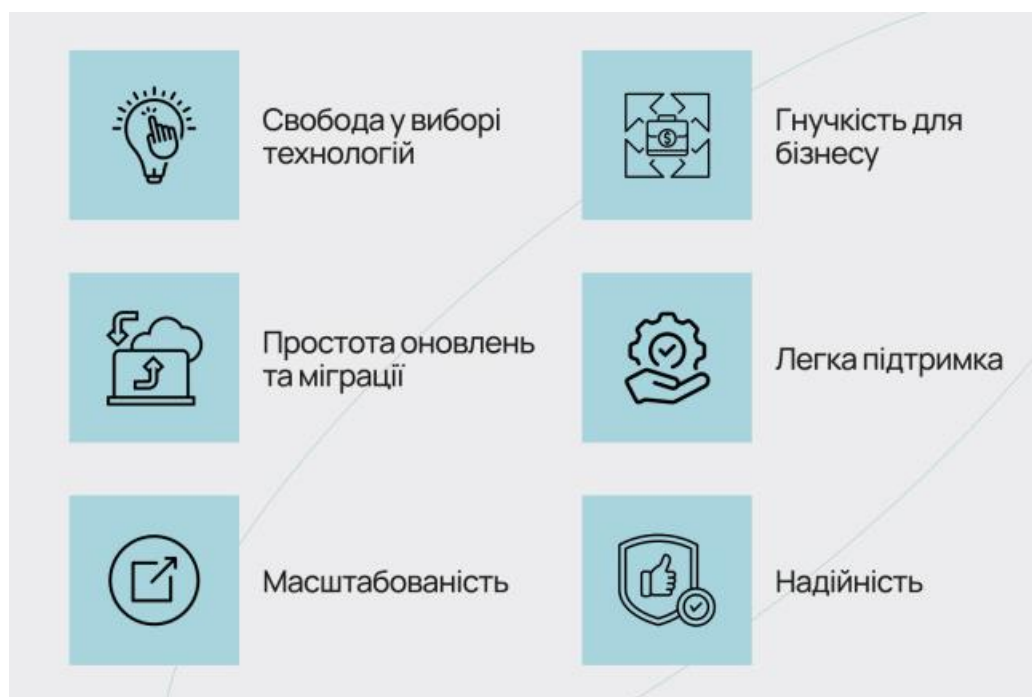 Свобода у виборі
технологій
Гнучкість для
бізнесу
Простота оновлень
та міграції
Легка підтримка
Масштабованість
Надійність